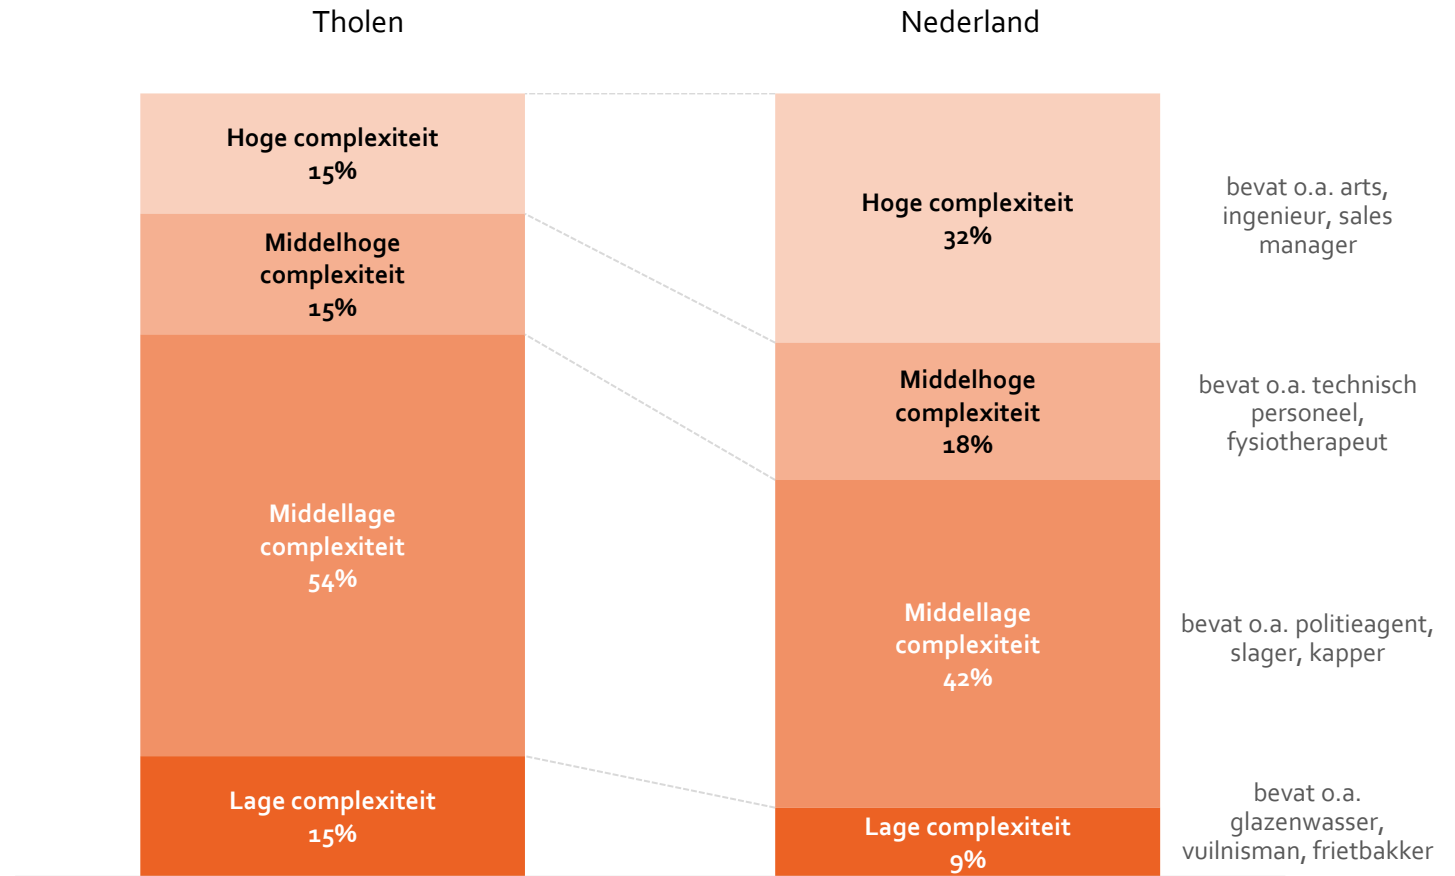 Tholen
Nederland
Hoge complexiteit
15%
Middelhoge
complexiteit
15%
Middellage
complexiteit
54%
Lage complexiteit
15%
Hoge complexiteit
32%
Middelhoge
complexiteit
18%
Middellage
complexiteit
42%
Lage complexiteit
9%
bevat o.a. arts,
ingenieur, sales
manager
bevat o.a. technisch
personeel,
fysiotherapeut
bevat o.a. politieagent,
slager, kapper
bevat o.a.
glazenwasser,
vuilnisman, frietbakker